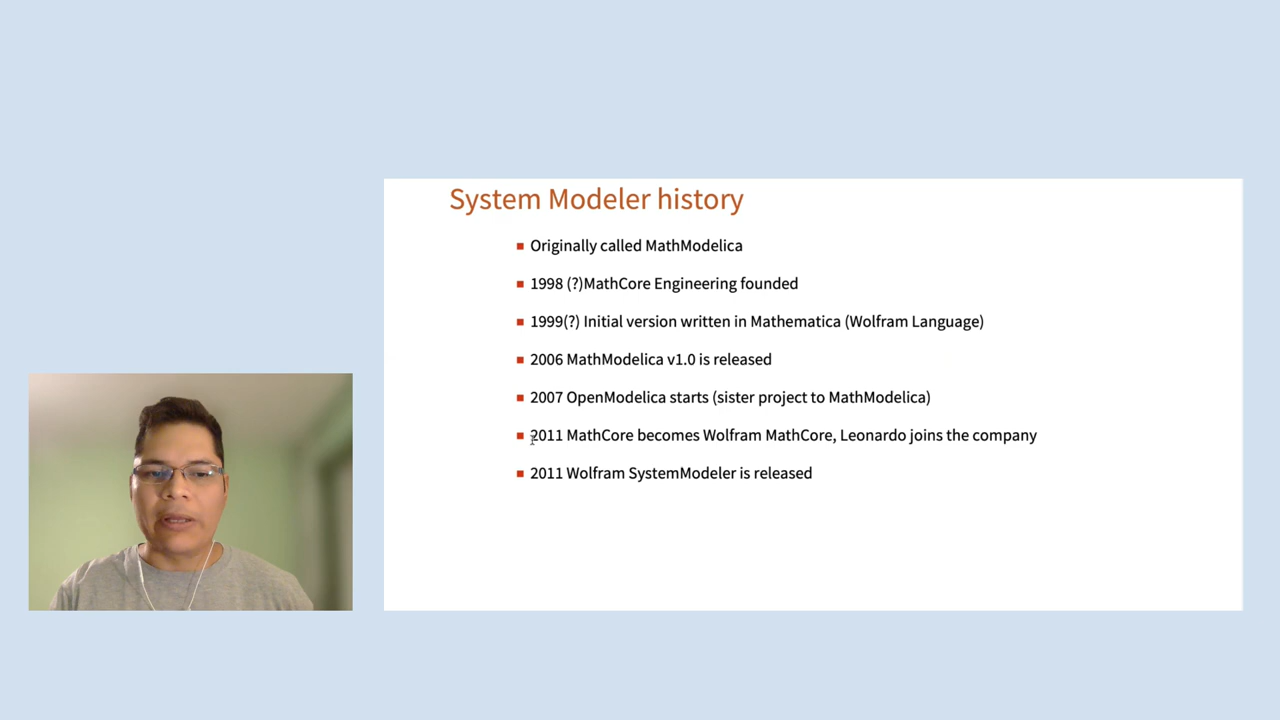 System Modeler history
Originally called MathModelica
1998 (?)MathCore Engineering founded
1999(?) Initial version written in Mathematica (Wolfram Language)
2006 MathModelica v1.0 is released
2007 OpenModelica starts (sister project to MathModelica)
2011 MathCore becomes Wolfram MathCore, Leonardo joins the company
2011 Wolfram SystemModeler is released